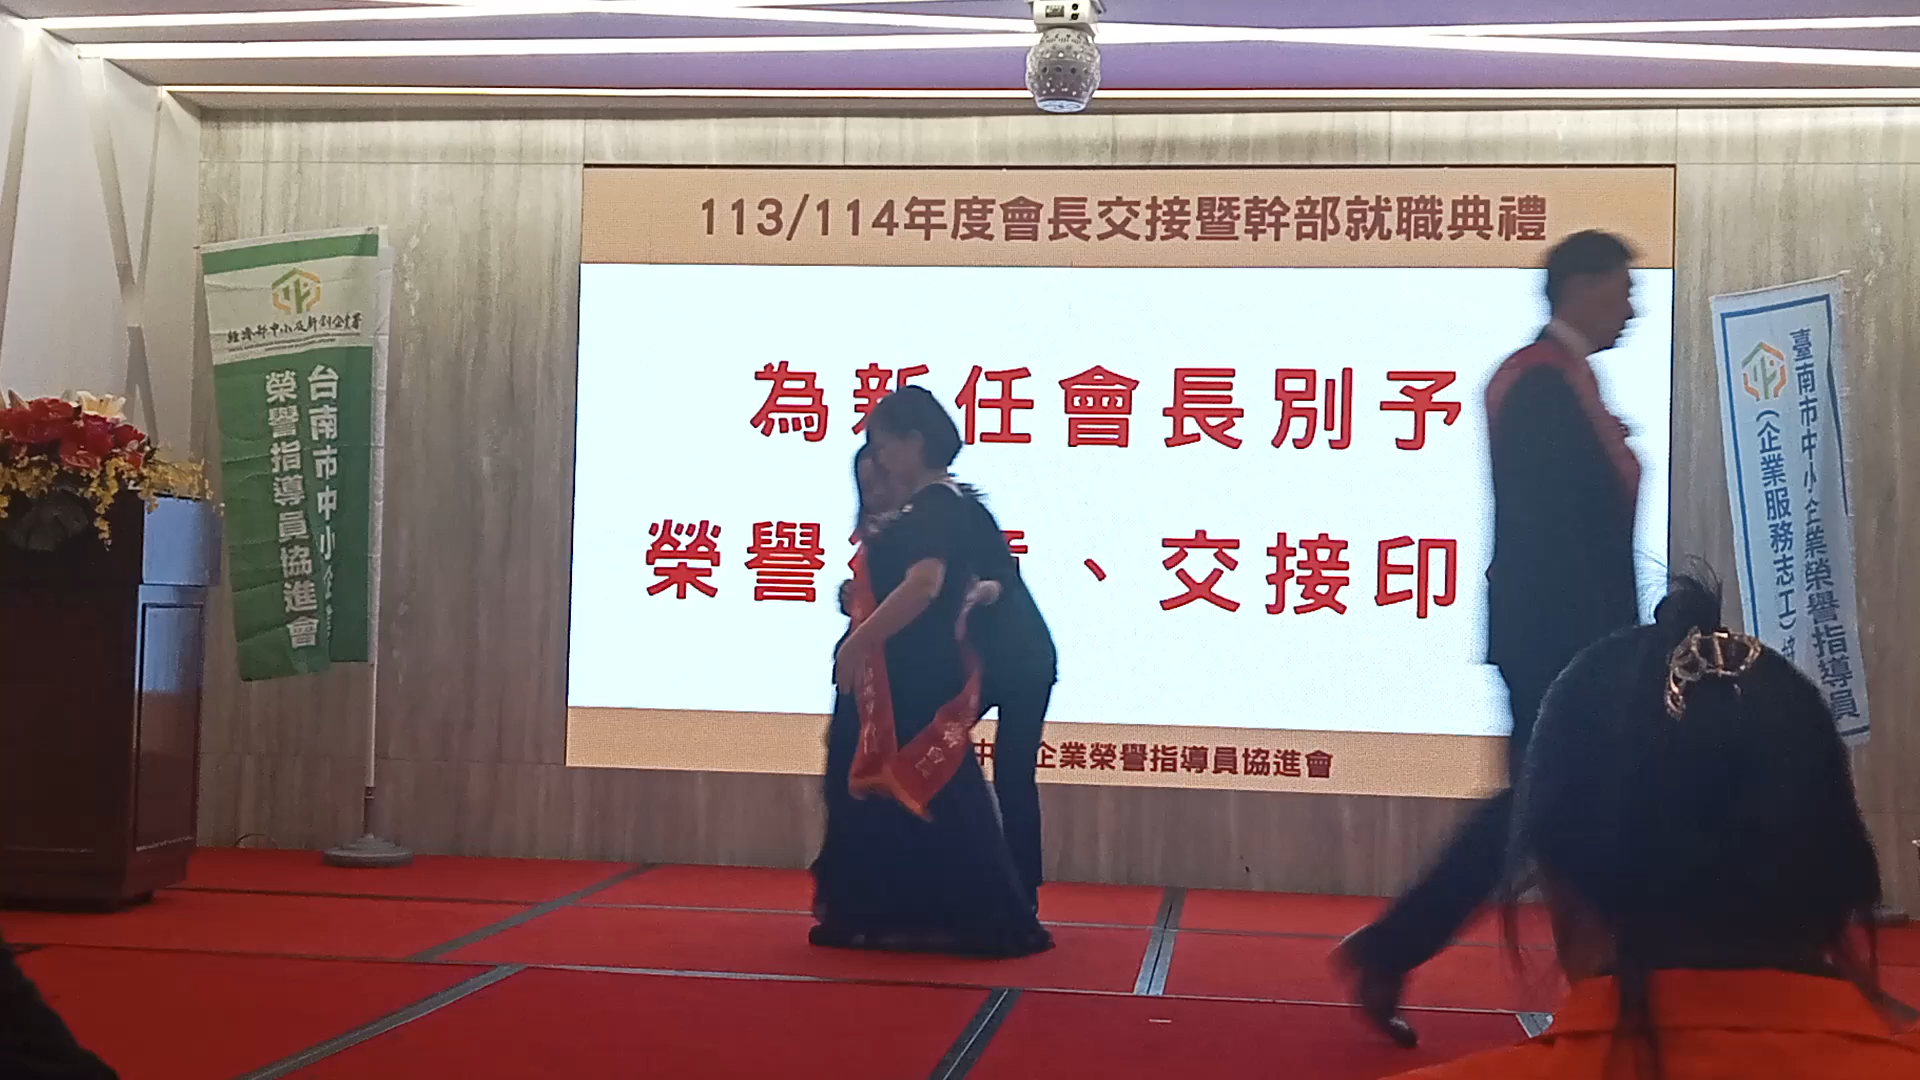 113/114年度會長交接暨幹部就職典禮
為新任會長別予
榮譽 、交接印
企業榮譽指導員協進會
經濟部中小及新創企業署
台南市中小企業
榮譽指導員協進會
臺南市中小企業榮譽指導員
(企業服務志工)